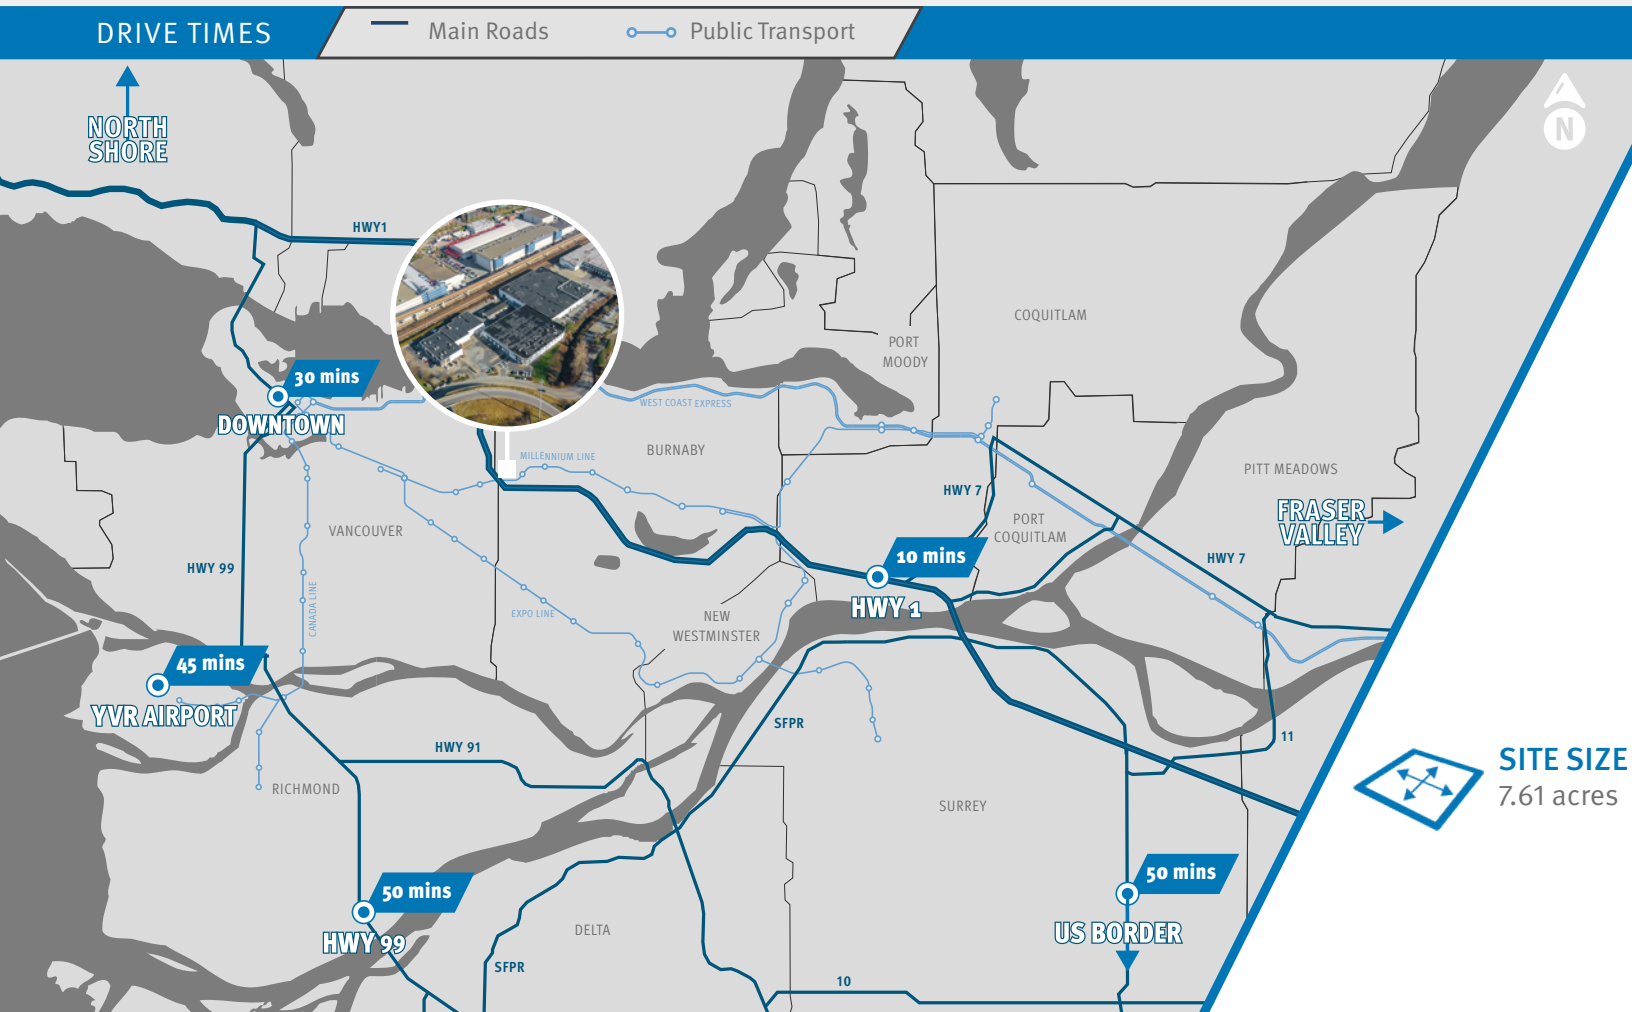 DRIVE TIMES
Main Roads
Public Transport
NORTH
SHORE
N
HWY1
COQUITLAM
PORT
MOODY
30 mins
DOWNTOWN
WEST COAST EXPRESS
BURNABY
MILLENNIUM LINE
PITT MEADOWS
HWY 7
FRASER
VALLEY
VANCOUVER
PORT
COQUITLAM
HWY 99
10 mins
HWY 7
HWY 1
CANADA LINE
EXPO LINE
NEW
WESTMINSTER
45 mins
YVR AIRPORT
SFPR
11
HWY 91
SITE SIZE
7.61 acres
RICHMOND
SURREY
50 mins
HWY 99
50 mins
US BORDER
DELTA
SFPR
10